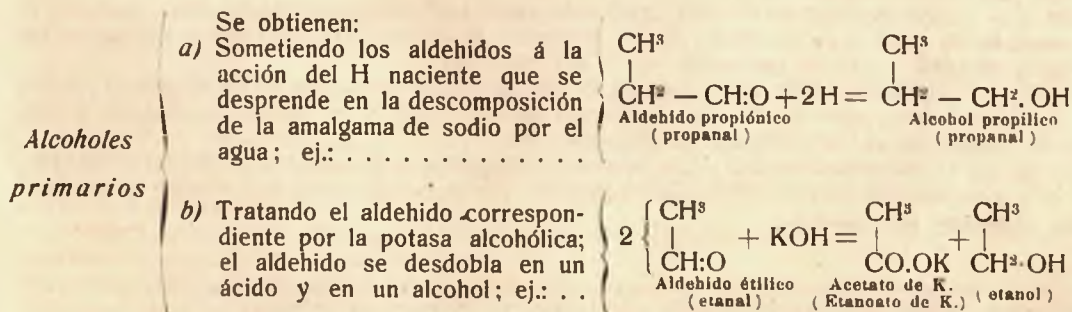 Alcoholes
primarios
Se obtienen:
a) Sometiendo los aldehidos á la
acción del H naciente que se
desprende en la descomposición
de la amalgama de sodio por el
agua; ej.: . . . . . . . . . . . . . .
CH³ CH³
| |
CH² — CH:O + 2 H = CH² — CH². OH
Aldehido propiónico Alcohol propílico
( propanal ) ( propanal )
b) Tratando el aldehido correspon-
diente por la potasa alcohólica;
el aldehido se desdobla en un
ácido y en un alcohol; ej.: . .
CH³ CH³ CH³
2 | + KOH = | + |
CH:O CO.OK CH².OH
Aldehido étílico Acetato de K.
( etanal ) ( Etanoato de K.) ( etanol )